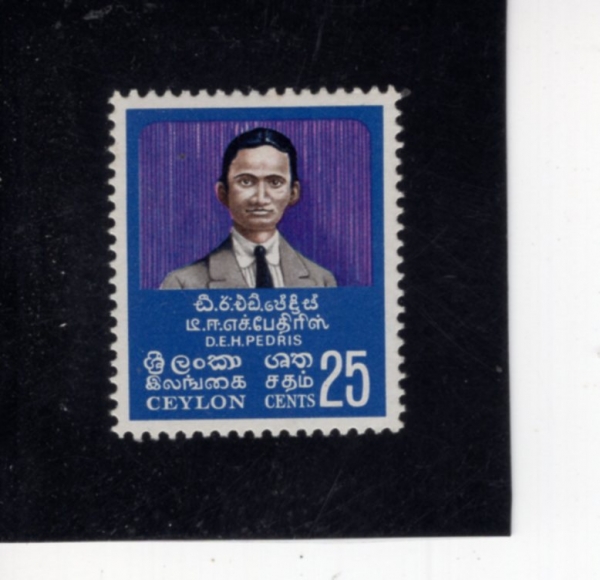 ඩී.ඊ.එච්.පේද්‍රිස්
டீ.ஈ.எச்.பேதிரிஸ்
D.E.H.PEDRIS
ශ්‍රී ලංකා ශත
இலங்கை சதம் 25
CEYLON CENTS